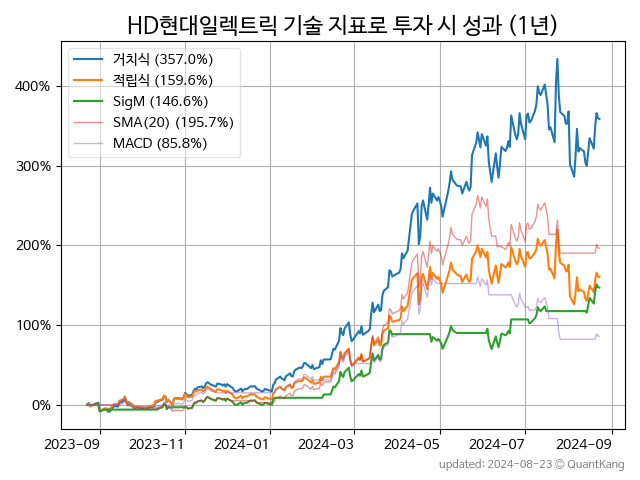 HD현대일렉트릭 기술 지표로 투자 시 성과 (1년)
거치식 (357.0%)
적립식 (159.6%)
SigM (146.6%)
SMA(20) (195.7%)
MACD (85.8%)
400%
300%
200%
100%
0%
2023-09 2023-11 2024-01 2024-03 2024-05 2024-07 2024-09
updated: 2024-08-23 © QuantKang